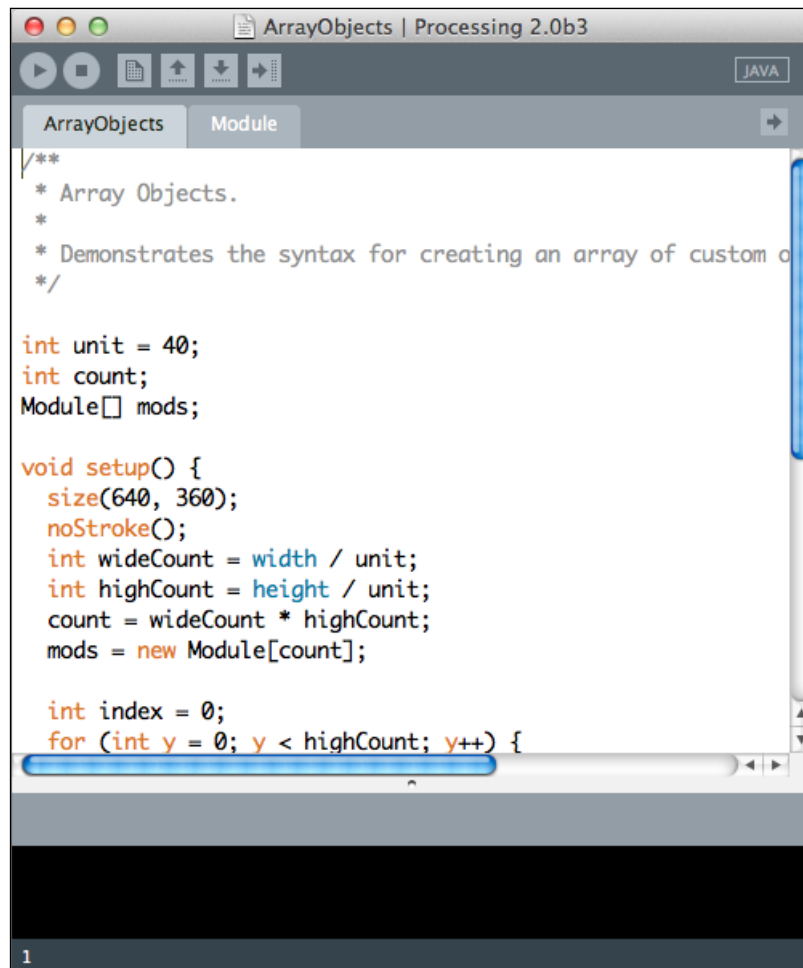 ArrayObjects | Processing 2.0b3
JAVA
ArrayObjects Module
/**
 * Array Objects.
 *
 * Demonstrates the syntax for creating an array of custom o
 */

int unit = 40;
int count;
Module[] mods;

void setup() {
  size(640, 360);
  noStroke();
  int wideCount = width / unit;
  int highCount = height / unit;
  count = wideCount * highCount;
  mods = new Module[count];

  int index = 0;
  for (int y = 0; y < highCount; y++) {
1